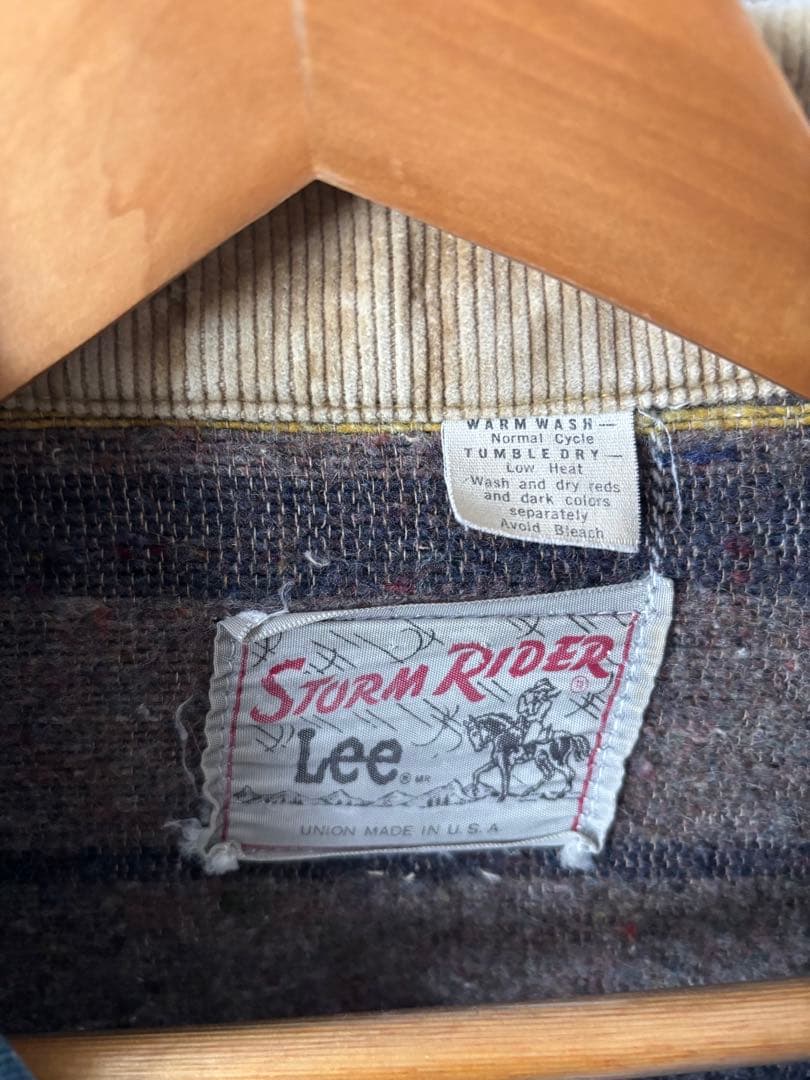 WARM WASH—
Normal Cycle
TUMBLE DRY—
Low Heat
Wash and dry reds
and dark colors
separately
Avoid Bleach
STORM RIDER ®
Lee ® MR
UNION MADE IN U.S.A